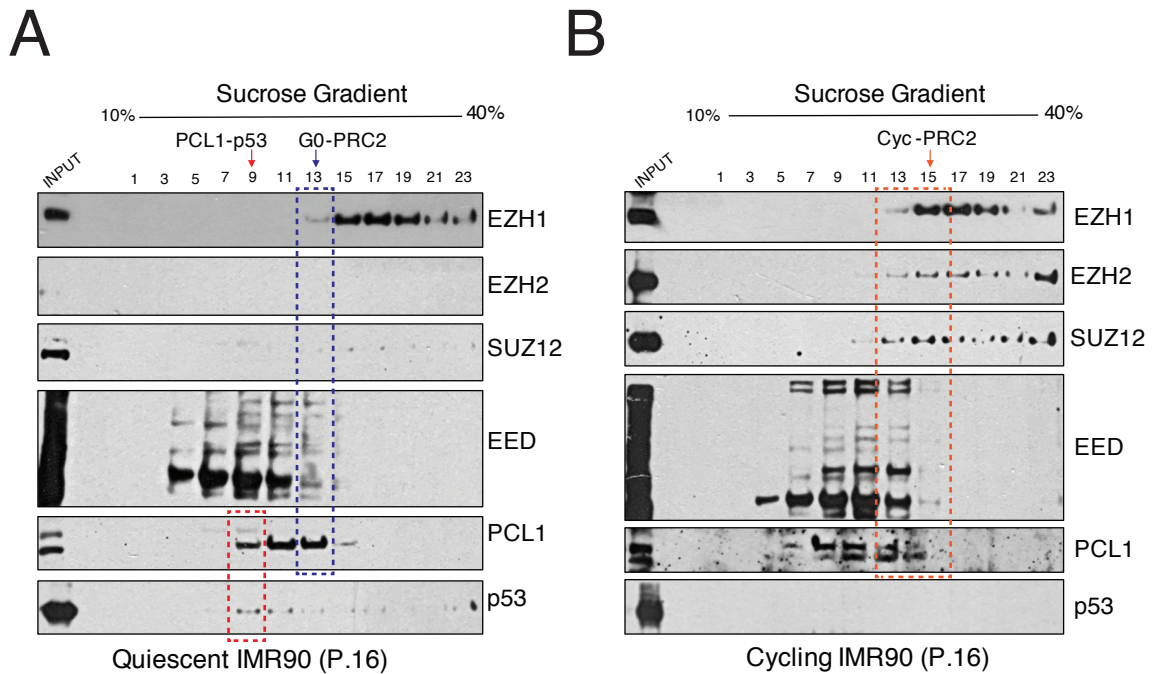 A
Sucrose Gradient
10%
40%
PCL1-p53
G0-PRC2
INPUT
1 3 5 7 9 11 13 15 17 19 21 23
EZH1
EZH2
SUZ12
EED
PCL1
p53
Quiescent IMR90 (P.16)
B
Sucrose Gradient
10%
40%
Cyc-PRC2
INPUT
1 3 5 7 9 11 13 15 17 19 21 23
EZH1
EZH2
SUZ12
EED
PCL1
p53
Cycling IMR90 (P.16)